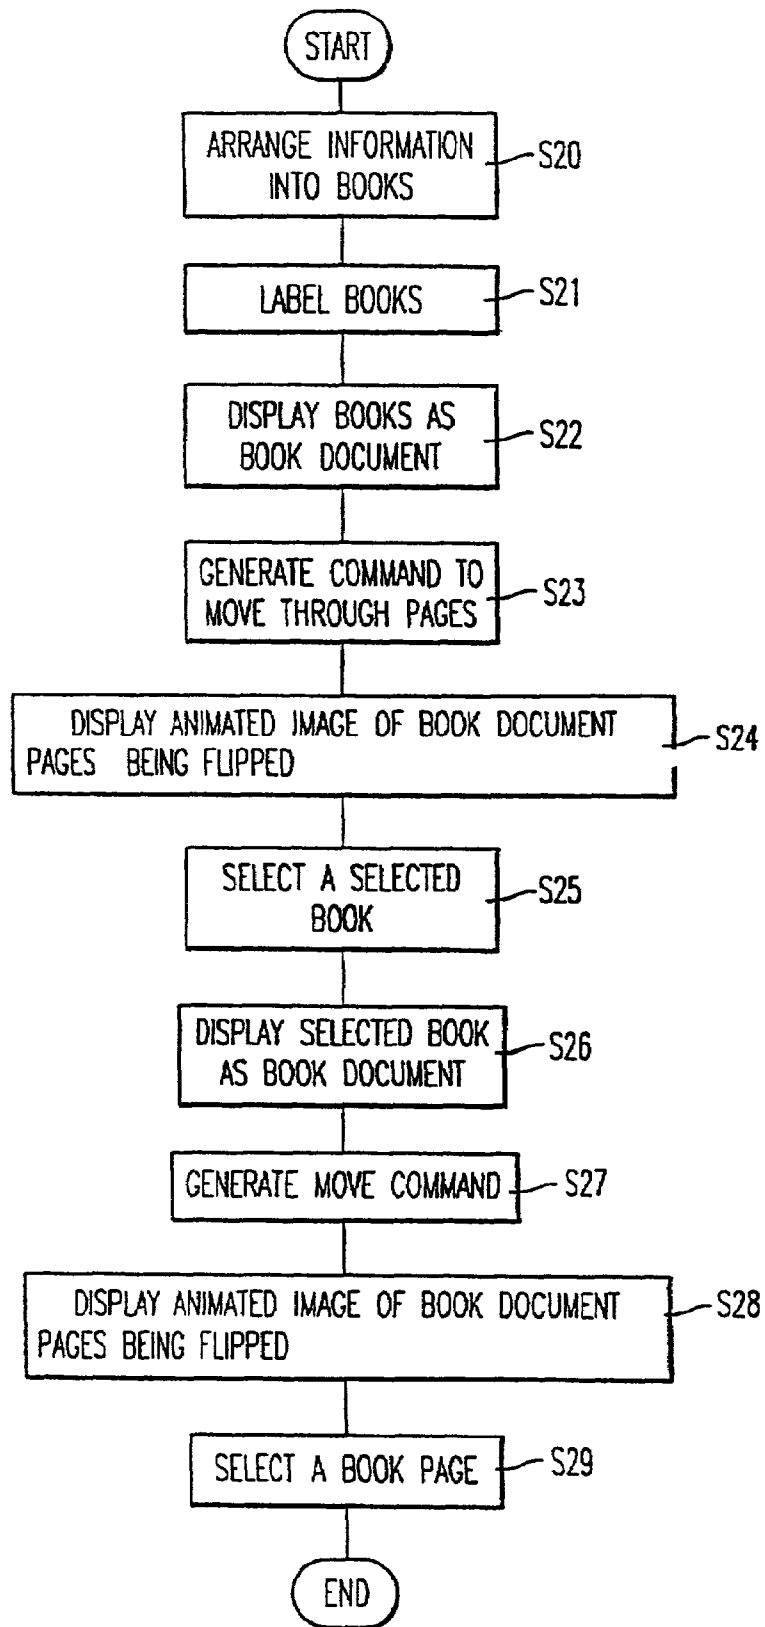 START
ARRANGE INFORMATION
INTO BOOKS
S20
LABEL BOOKS
S21
DISPLAY BOOKS AS
BOOK DOCUMENT
S22
GENERATE COMMAND TO
MOVE THROUGH PAGES
S23
DISPLAY ANIMATED IMAGE OF BOOK DOCUMENT
PAGES BEING FLIPPED
S24
SELECT A SELECTED
BOOK
S25
DISPLAY SELECTED BOOK
AS BOOK DOCUMENT
S26
GENERATE MOVE COMMAND
S27
DISPLAY ANIMATED IMAGE OF BOOK DOCUMENT
PAGES BEING FLIPPED
S28
SELECT A BOOK PAGE
S29
END